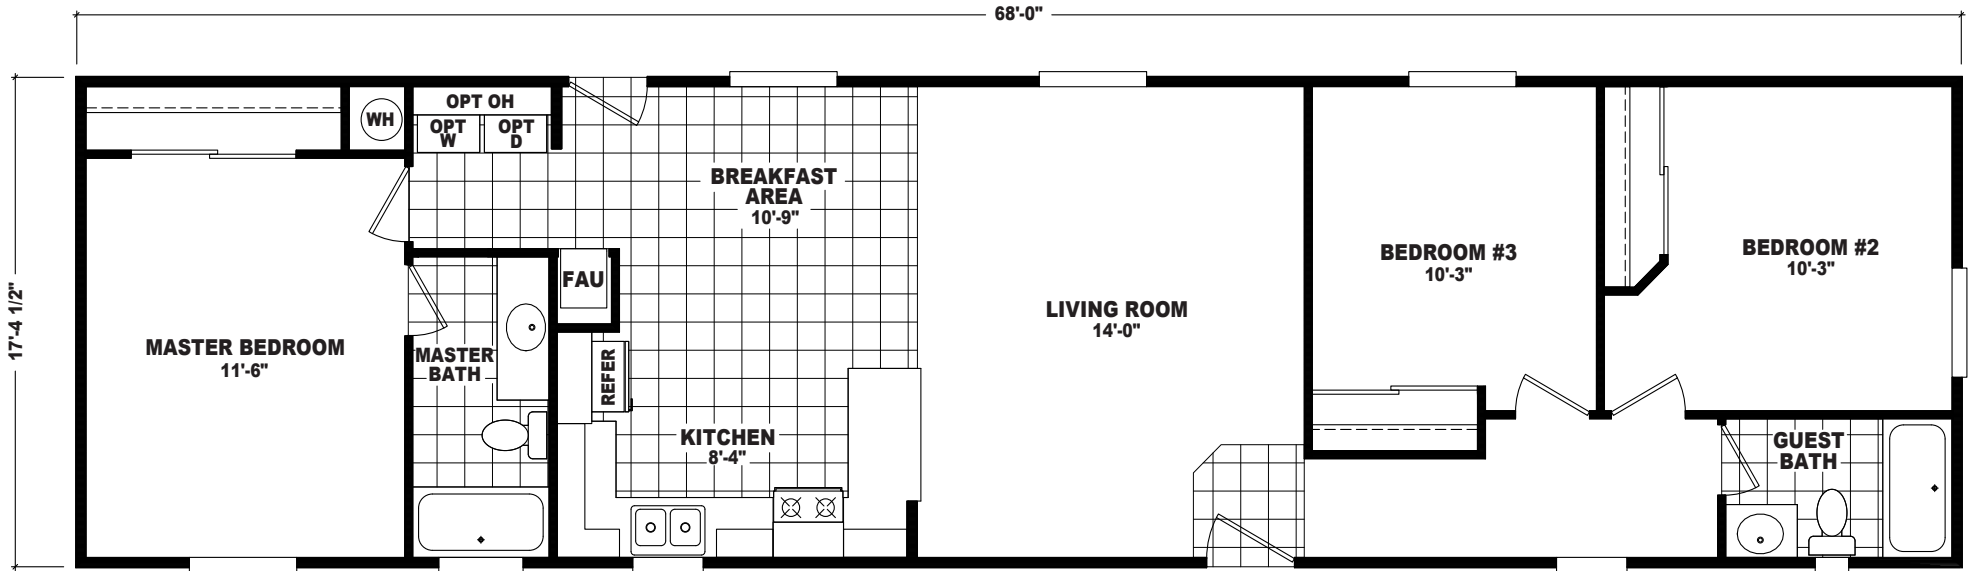 68'-0"
17'-4 1/2"
WH
OPT OH
OPT
W
OPT
D
BREAKFAST
AREA
10'-9"
FAU
MASTER BEDROOM
11'-6"
MASTER
BATH
REFER
KITCHEN
8'-4"
LIVING ROOM
14'-0"
BEDROOM #3
10'-3"
BEDROOM #2
10'-3"
GUEST
BATH